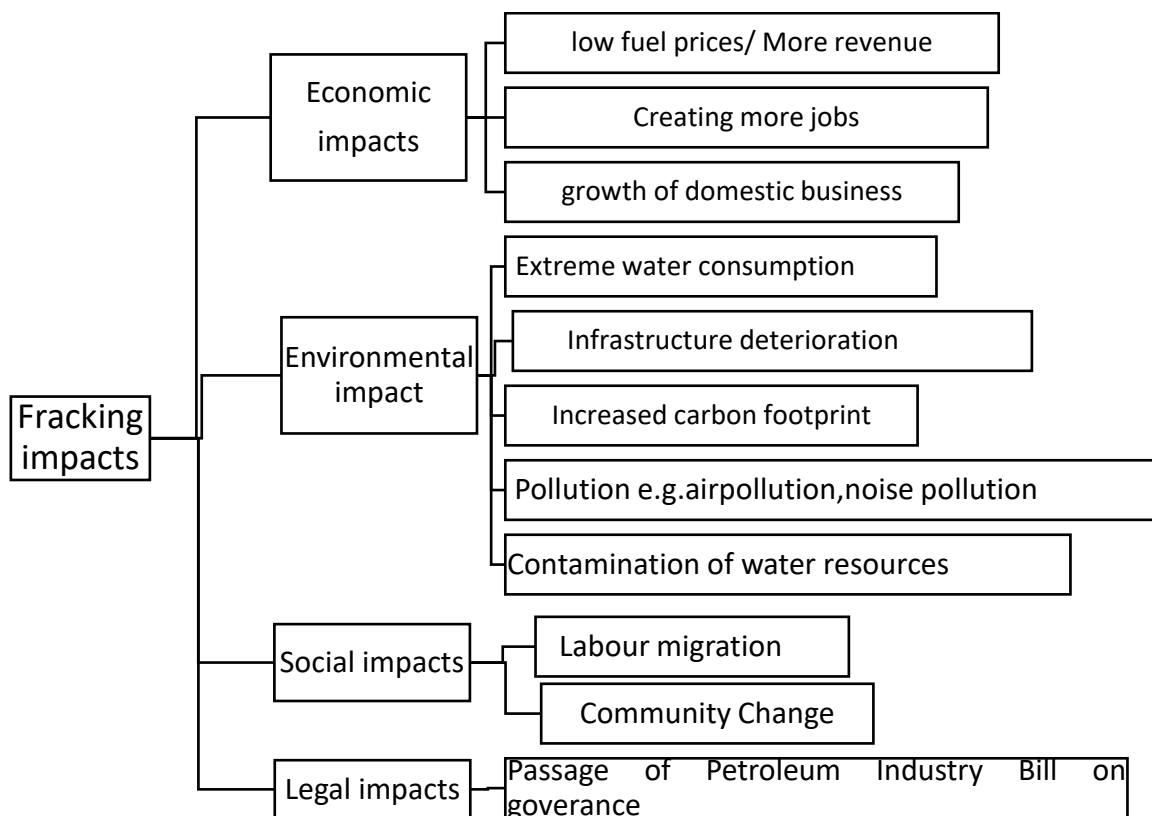 Fracking
impacts
Economic
impacts
low fuel prices/ More revenue
Creating more jobs
growth of domestic business
Environmental
impact
Extreme water consumption
Infrastructure deterioration
Increased carbon footprint
Pollution e.g.airpollution,noise pollution
Contamination of water resources
Social impacts
Labour migration
Community Change
Legal impacts
Passage of Petroleum Industry Bill on
goverance